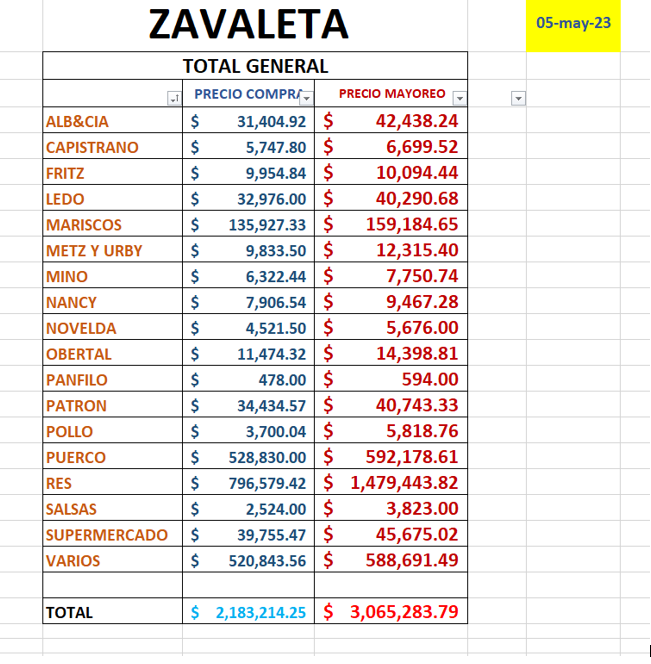 ZAVALETA 05-may-23
TOTAL GENERAL
PRECIO COMPRA PRECIO MAYOREO
ALB&CIA $ 31,404.92 $ 42,438.24
CAPISTRANO $ 5,747.80 $ 6,699.52
FRITZ $ 9,954.84 $ 10,094.44
LEDO $ 32,976.00 $ 40,290.68
MARISCOS $ 135,927.33 $ 159,184.65
METZ Y URBY $ 9,833.50 $ 12,315.40
MINO $ 6,322.44 $ 7,750.74
NANCY $ 7,906.54 $ 9,467.28
NOVELDA $ 4,521.50 $ 5,676.00
OBERTAL $ 11,474.32 $ 14,398.81
PANFILO $ 478.00 $ 594.00
PATRON $ 34,434.57 $ 40,743.33
POLLO $ 3,700.04 $ 5,818.76
PUERCO $ 528,830.00 $ 592,178.61
RES $ 796,579.42 $ 1,479,443.82
SALSAS $ 2,524.00 $ 3,823.00
SUPERMERCADO $ 39,755.47 $ 45,675.02
VARIOS $ 520,843.56 $ 588,691.49
TOTAL $ 2,183,214.25 $ 3,065,283.79